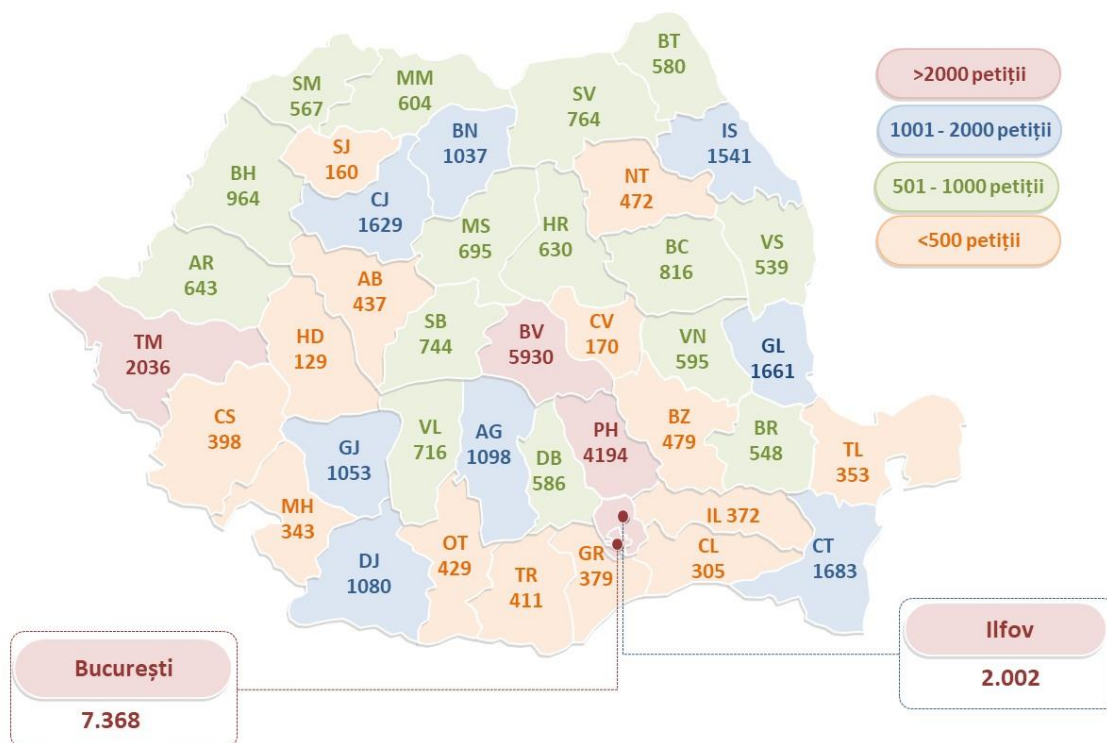 BT
580
SM
567
MM
604
SV
764
BN
1037
IS
1541
SJ
160
NT
472
BH
964
CJ
1629
MS
695
HR
630
BC
816
VS
539
AR
643
AB
437
TM
2036
HD
129
SB
744
BV
5930
CV
170
VN
595
GL
1661
CS
398
GJ
1053
VL
716
AG
1098
DB
586
PH
4194
BZ
479
BR
548
TL
353
MH
343
DJ
1080
OT
429
TR
411
GR
379
IL 372
CL
305
CT
1683
>2000 petiții
1001 - 2000 petiții
501 - 1000 petiții
<500 petiții
București
7.368
Ilfov
2.002